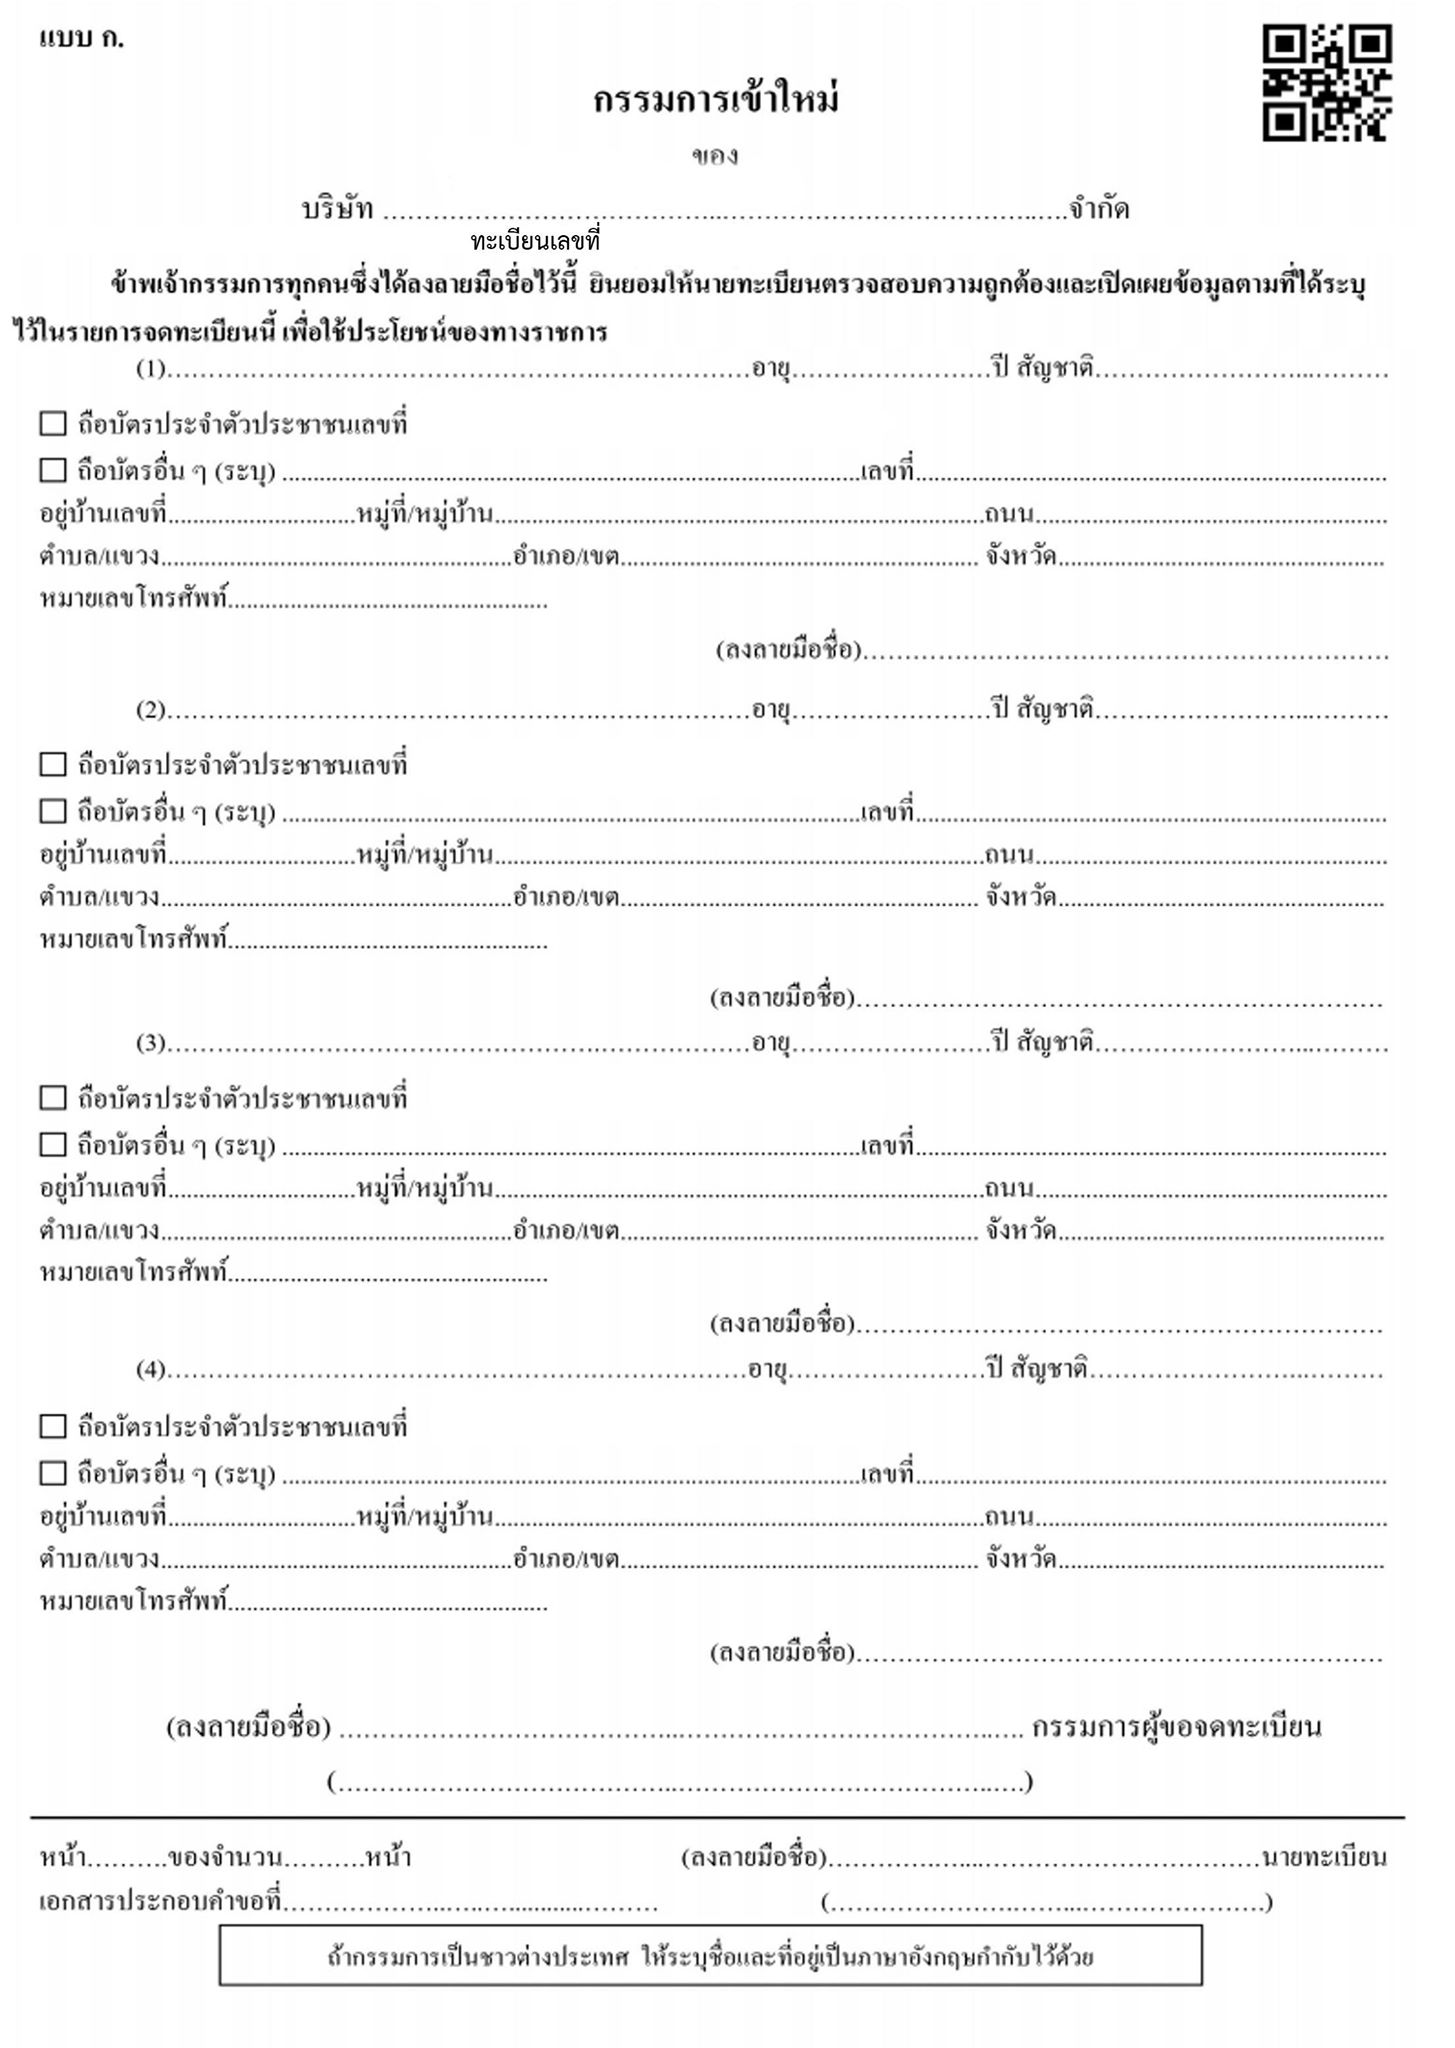 แบบ ก.
กรรมการเข้าใหม่
ของ
บริษัท ........................................................................จำกัด
ทะเบียนเลขที่
ข้าพเจ้ากรรมการทุกคนซึ่งได้ลงลายมือชื่อไว้นี้ ยินยอมให้นายทะเบียนตรวจสอบความถูกต้องและเปิดเผยข้อมูลตามที่ได้ระบุ
ไว้ในรายการจดทะเบียนนี้ เพื่อใช้ประโยชน์ของทางราชการ
(1)............................................................อายุ....................ปี สัญชาติ..............................
☐ ถือบัตรประจำตัวประชาชนเลขที่
☐ ถือบัตรอื่น ๆ (ระบุ) ............................................................เลขที่..................................................
อยู่บ้านเลขที่..............................หมู่ที่/หมู่บ้าน..................................................ถนน........................................
ตำบล/แขวง........................................อำเภอ/เขต........................................ จังหวัด........................................
หมายเลขโทรศัพท์..................................................
(ลงลายมือชื่อ)............................................................
(2)............................................................อายุ....................ปี สัญชาติ..............................
☐ ถือบัตรประจำตัวประชาชนเลขที่
☐ ถือบัตรอื่น ๆ (ระบุ) ............................................................เลขที่..................................................
อยู่บ้านเลขที่..............................หมู่ที่/หมู่บ้าน..................................................ถนน........................................
ตำบล/แขวง........................................อำเภอ/เขต........................................ จังหวัด........................................
หมายเลขโทรศัพท์..................................................
(ลงลายมือชื่อ)............................................................
(3)............................................................อายุ....................ปี สัญชาติ..............................
☐ ถือบัตรประจำตัวประชาชนเลขที่
☐ ถือบัตรอื่น ๆ (ระบุ) ............................................................เลขที่..................................................
อยู่บ้านเลขที่..............................หมู่ที่/หมู่บ้าน..................................................ถนน........................................
ตำบล/แขวง........................................อำเภอ/เขต........................................ จังหวัด........................................
หมายเลขโทรศัพท์..................................................
(ลงลายมือชื่อ)............................................................
(4)............................................................อายุ....................ปี สัญชาติ..............................
☐ ถือบัตรประจำตัวประชาชนเลขที่
☐ ถือบัตรอื่น ๆ (ระบุ) ............................................................เลขที่..................................................
อยู่บ้านเลขที่..............................หมู่ที่/หมู่บ้าน..................................................ถนน........................................
ตำบล/แขวง........................................อำเภอ/เขต........................................ จังหวัด........................................
หมายเลขโทรศัพท์..................................................
(ลงลายมือชื่อ)............................................................
(ลงลายมือชื่อ) ...................................................................... กรรมการผู้ขอจดทะเบียน
(......................................................................)
หน้า..........ของจำนวน..........หน้า (ลงลายมือชื่อ)..................................................นายทะเบียน
เอกสารประกอบคำขอที่............................................. (..................................................)
ถ้ากรรมการเป็นชาวต่างประเทศ ให้ระบุชื่อและที่อยู่เป็นภาษาอังกฤษกำกับไว้ด้วย